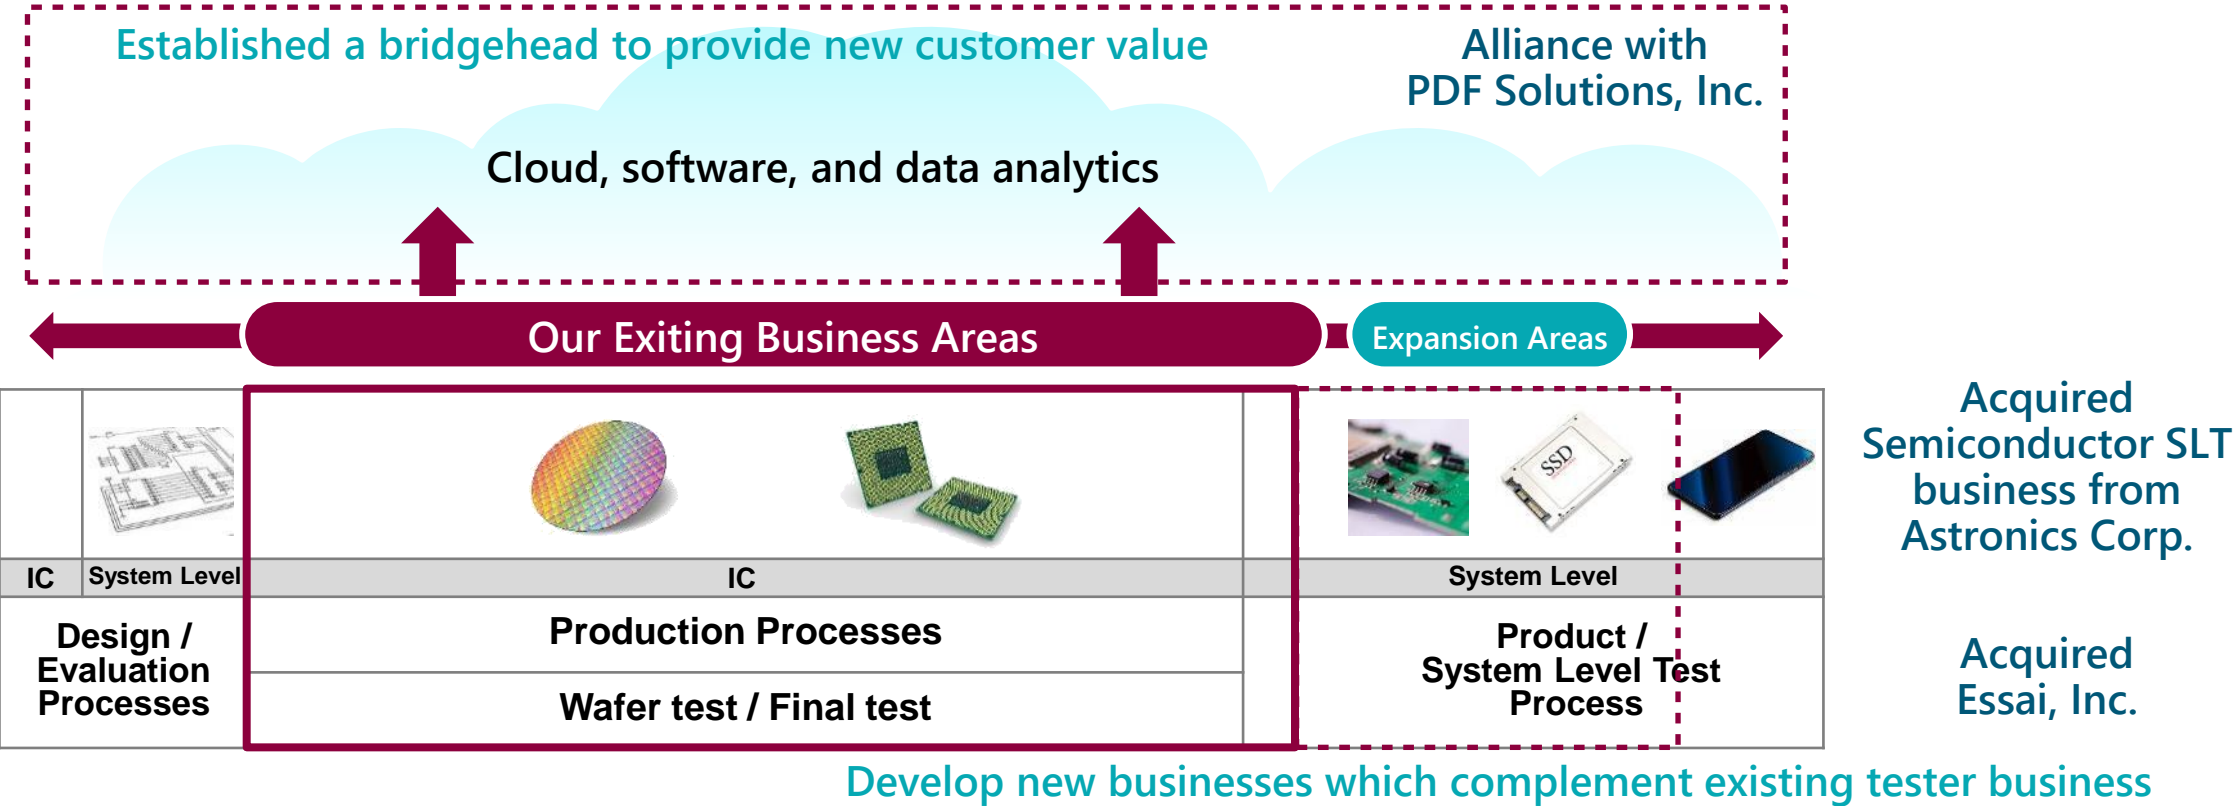 Established a bridgehead to provide new customer value
Alliance with
PDF Solutions, Inc.
Cloud, software, and data analytics
Our Exiting Business Areas
Expansion Areas
SSD
Acquired
Semiconductor SLT
business from
Astronics Corp.
IC
System Level
IC
System Level
Design /
Evaluation
Processes
Production Processes
Wafer test / Final test
Product /
System Level Test
Process
Acquired
Essai, Inc.
Develop new businesses which complement existing tester business